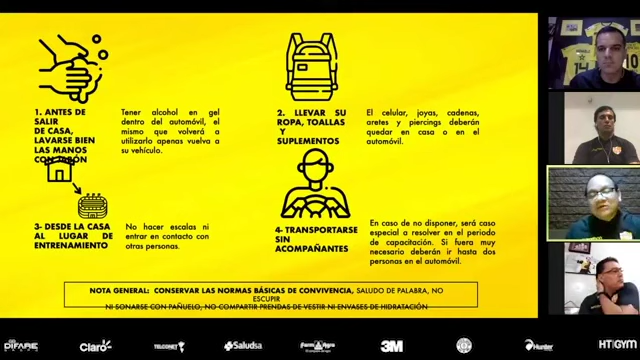 1. ANTES DE
SALIR
DE CASA,
LAVARSE BIEN
LAS MANOS
CON JABÓN
Tener alcohol en gel
dentro del automóvil, el
mismo que volverá a
utilizarlo apenas vuelva a
su vehículo.
2. LLEVAR SU
ROPA, TOALLAS
Y
SUPLEMENTOS
El celular, joyas, cadenas,
aretes y piercings deberán
quedar en casa o en el
automóvil.
3- DESDE LA CASA
AL LUGAR DE
ENTRENAMIENTO
No hacer escalas ni
entrar en contacto con
otras personas.
4- TRANSPORTARSE
SIN
ACOMPAÑANTES
En caso de no disponer, será caso
especial a resolver en el periodo
de capacitación. Si fuera muy
necesario deberán ir hasta dos
personas en el automóvil.
NOTA GENERAL: CONSERVAR LAS NORMAS BÁSICAS DE CONVIVENCIA, SALUDO DE PALABRA, NO
ESCUPIR
NI SONARSE CON PAÑUELO, NO COMPARTIR PRENDAS DE VESTIR NI ENVASES DE HIDRATACIÓN
DIFARE Claro Saludsa 3M Hunter HTGYM
14